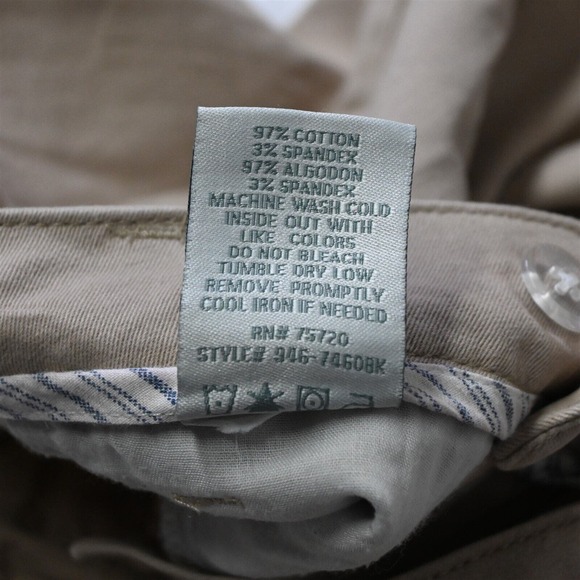 97% COTTON
3% SPANDEX
97% ALGODON
3% SPANDEX
MACHINE WASH COLD
INSIDE OUT WITH
LIKE COLORS
DO NOT BLEACH
TUMBLE DRY LOW
REMOVE PROMPTLY
COOL IRON IF NEEDED
RN# 75720
STYLE# 946-74608K